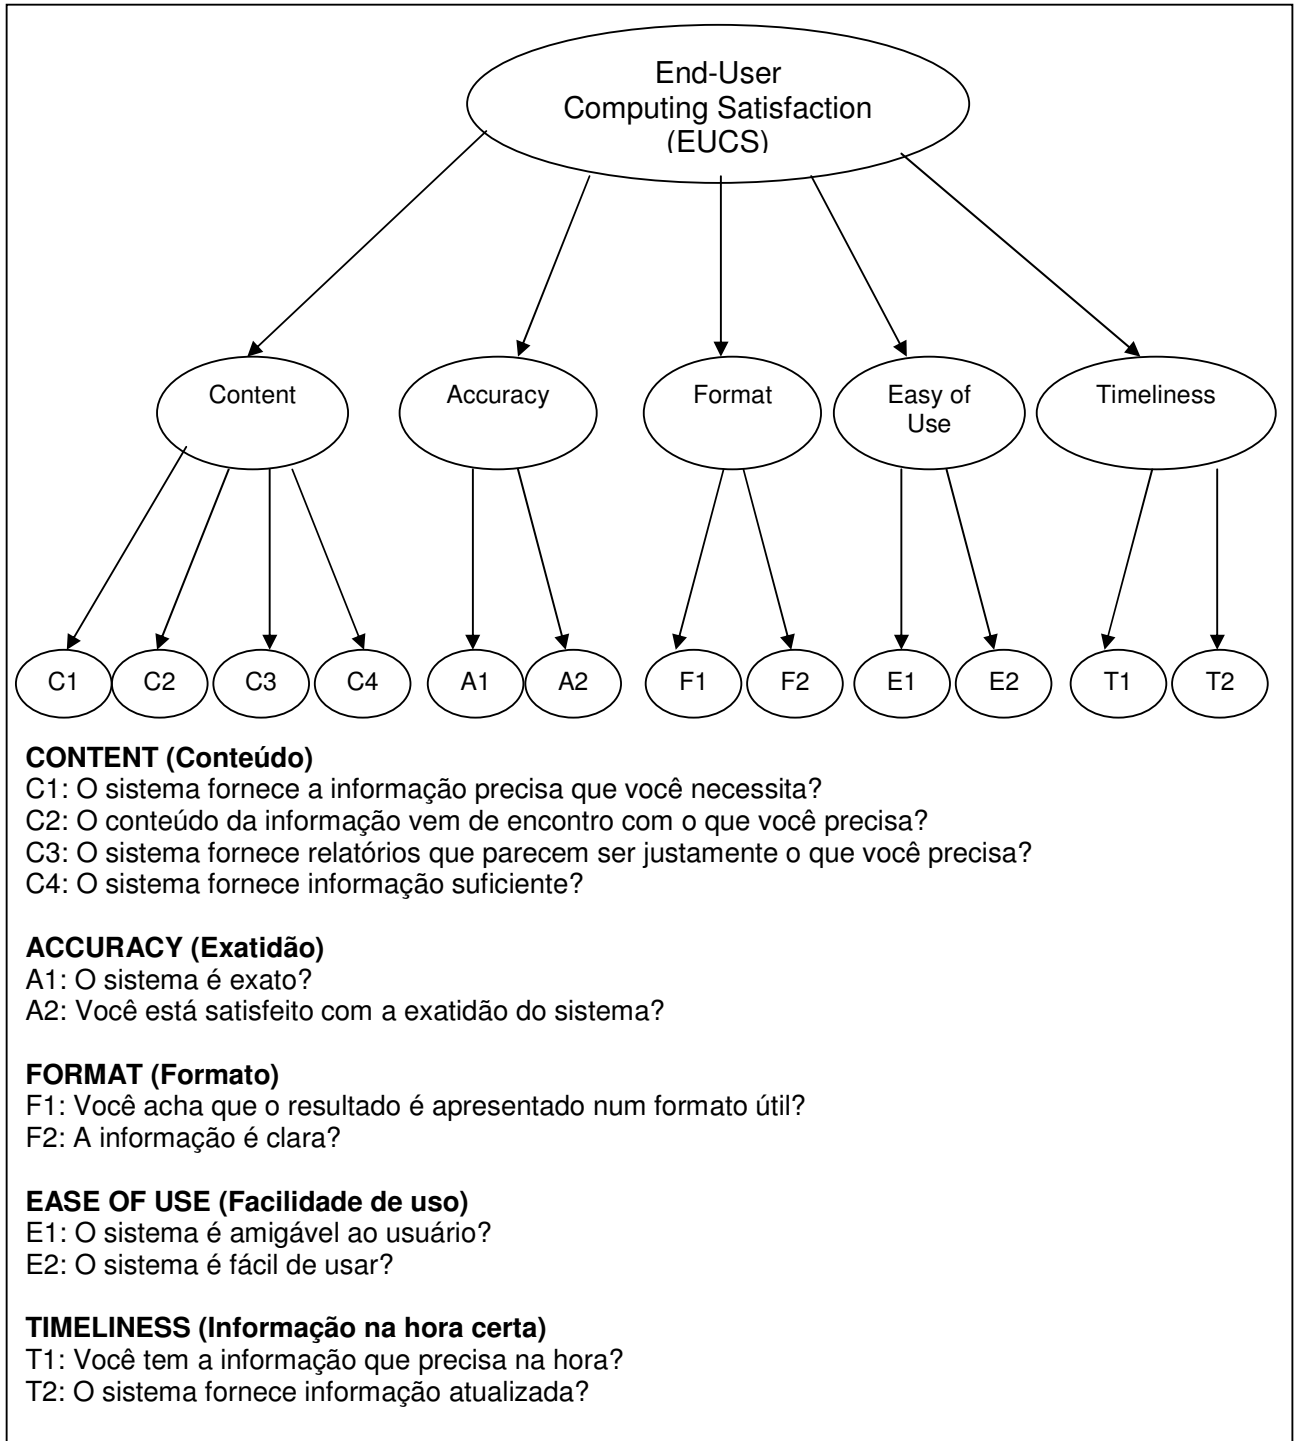 End-User
Computing Satisfaction
(EUCS)
Content
Accuracy
Format
Easy of
Use
Timeliness
C1
C2
C3
C4
A1
A2
F1
F2
E1
E2
T1
T2
CONTENT (Conteúdo)
C1: O sistema fornece a informação precisa que você necessita?
C2: O conteúdo da informação vem de encontro com o que você precisa?
C3: O sistema fornece relatórios que parecem ser justamente o que você precisa?
C4: O sistema fornece informação suficiente?
ACCURACY (Exatidão)
A1: O sistema é exato?
A2: Você está satisfeito com a exatidão do sistema?
FORMAT (Formato)
F1: Você acha que o resultado é apresentado num formato útil?
F2: A informação é clara?
EASE OF USE (Facilidade de uso)
E1: O sistema é amigável ao usuário?
E2: O sistema é fácil de usar?
TIMELINESS (Informação na hora certa)
T1: Você tem a informação que precisa na hora?
T2: O sistema fornece informação atualizada?